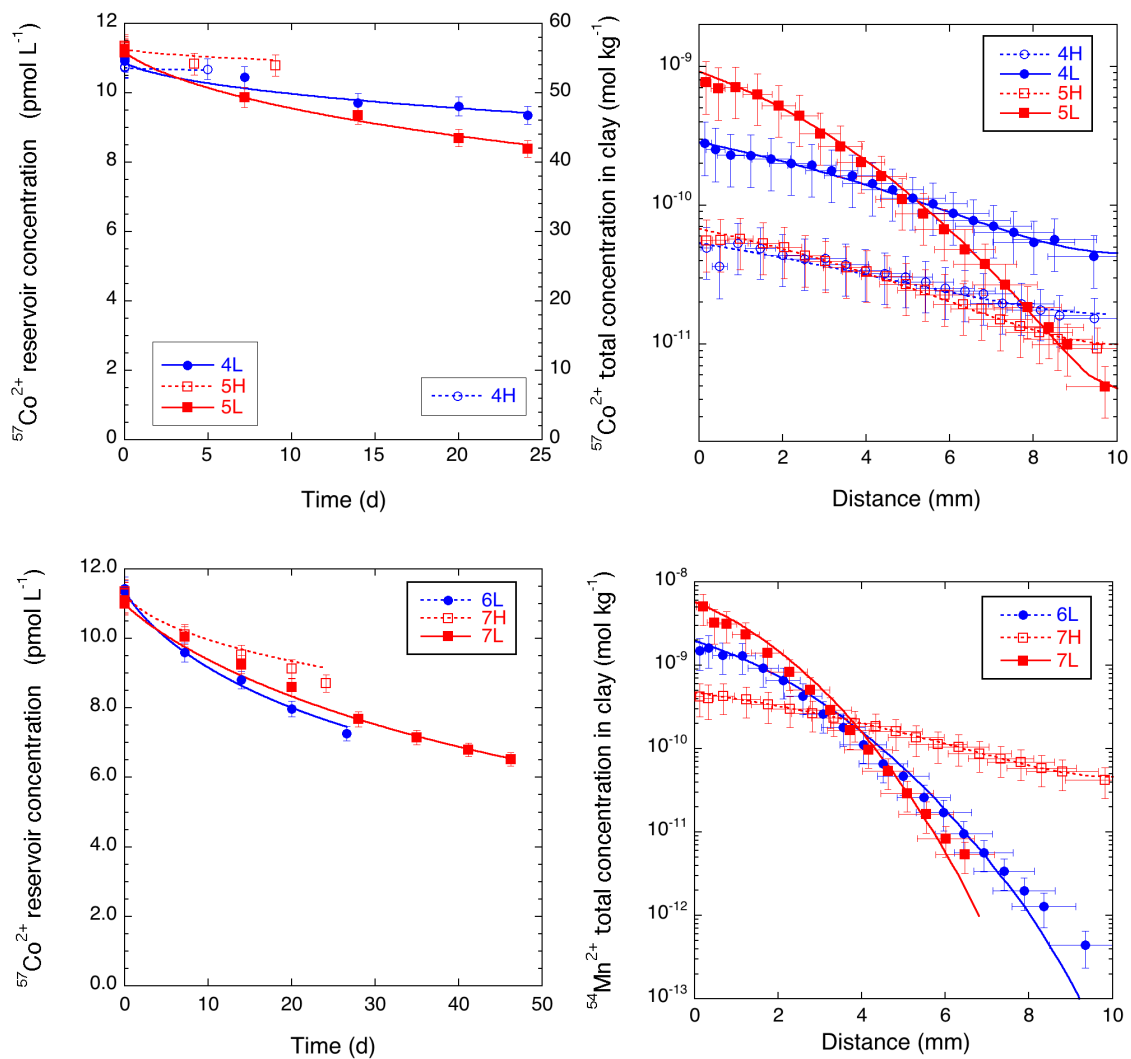 12
10
8
6
4
2
0
60
50
40
30
20
10
0
0
5
10
15
20
25
⁵⁷Co²⁺ reservoir concentration (pmol L⁻¹)
Time (d)
4L
5H
5L
4H
⁵⁷Co²⁺ total concentration in clay (mol kg⁻¹)
10⁻⁹
10⁻¹⁰
10⁻¹¹
0
2
4
6
8
10
Distance (mm)
4H
4L
5H
5L
⁵⁷Co²⁺ reservoir concentration (pmol L⁻¹)
12.0
10.0
8.0
6.0
4.0
2.0
0.0
0
10
20
30
40
50
Time (d)
6L
7H
7L
⁵⁴Mn²⁺ total concentration in clay (mol kg⁻¹)
10⁻⁸
10⁻⁹
10⁻¹⁰
10⁻¹¹
10⁻¹²
10⁻¹³
0
2
4
6
8
10
Distance (mm)
6L
7H
7L